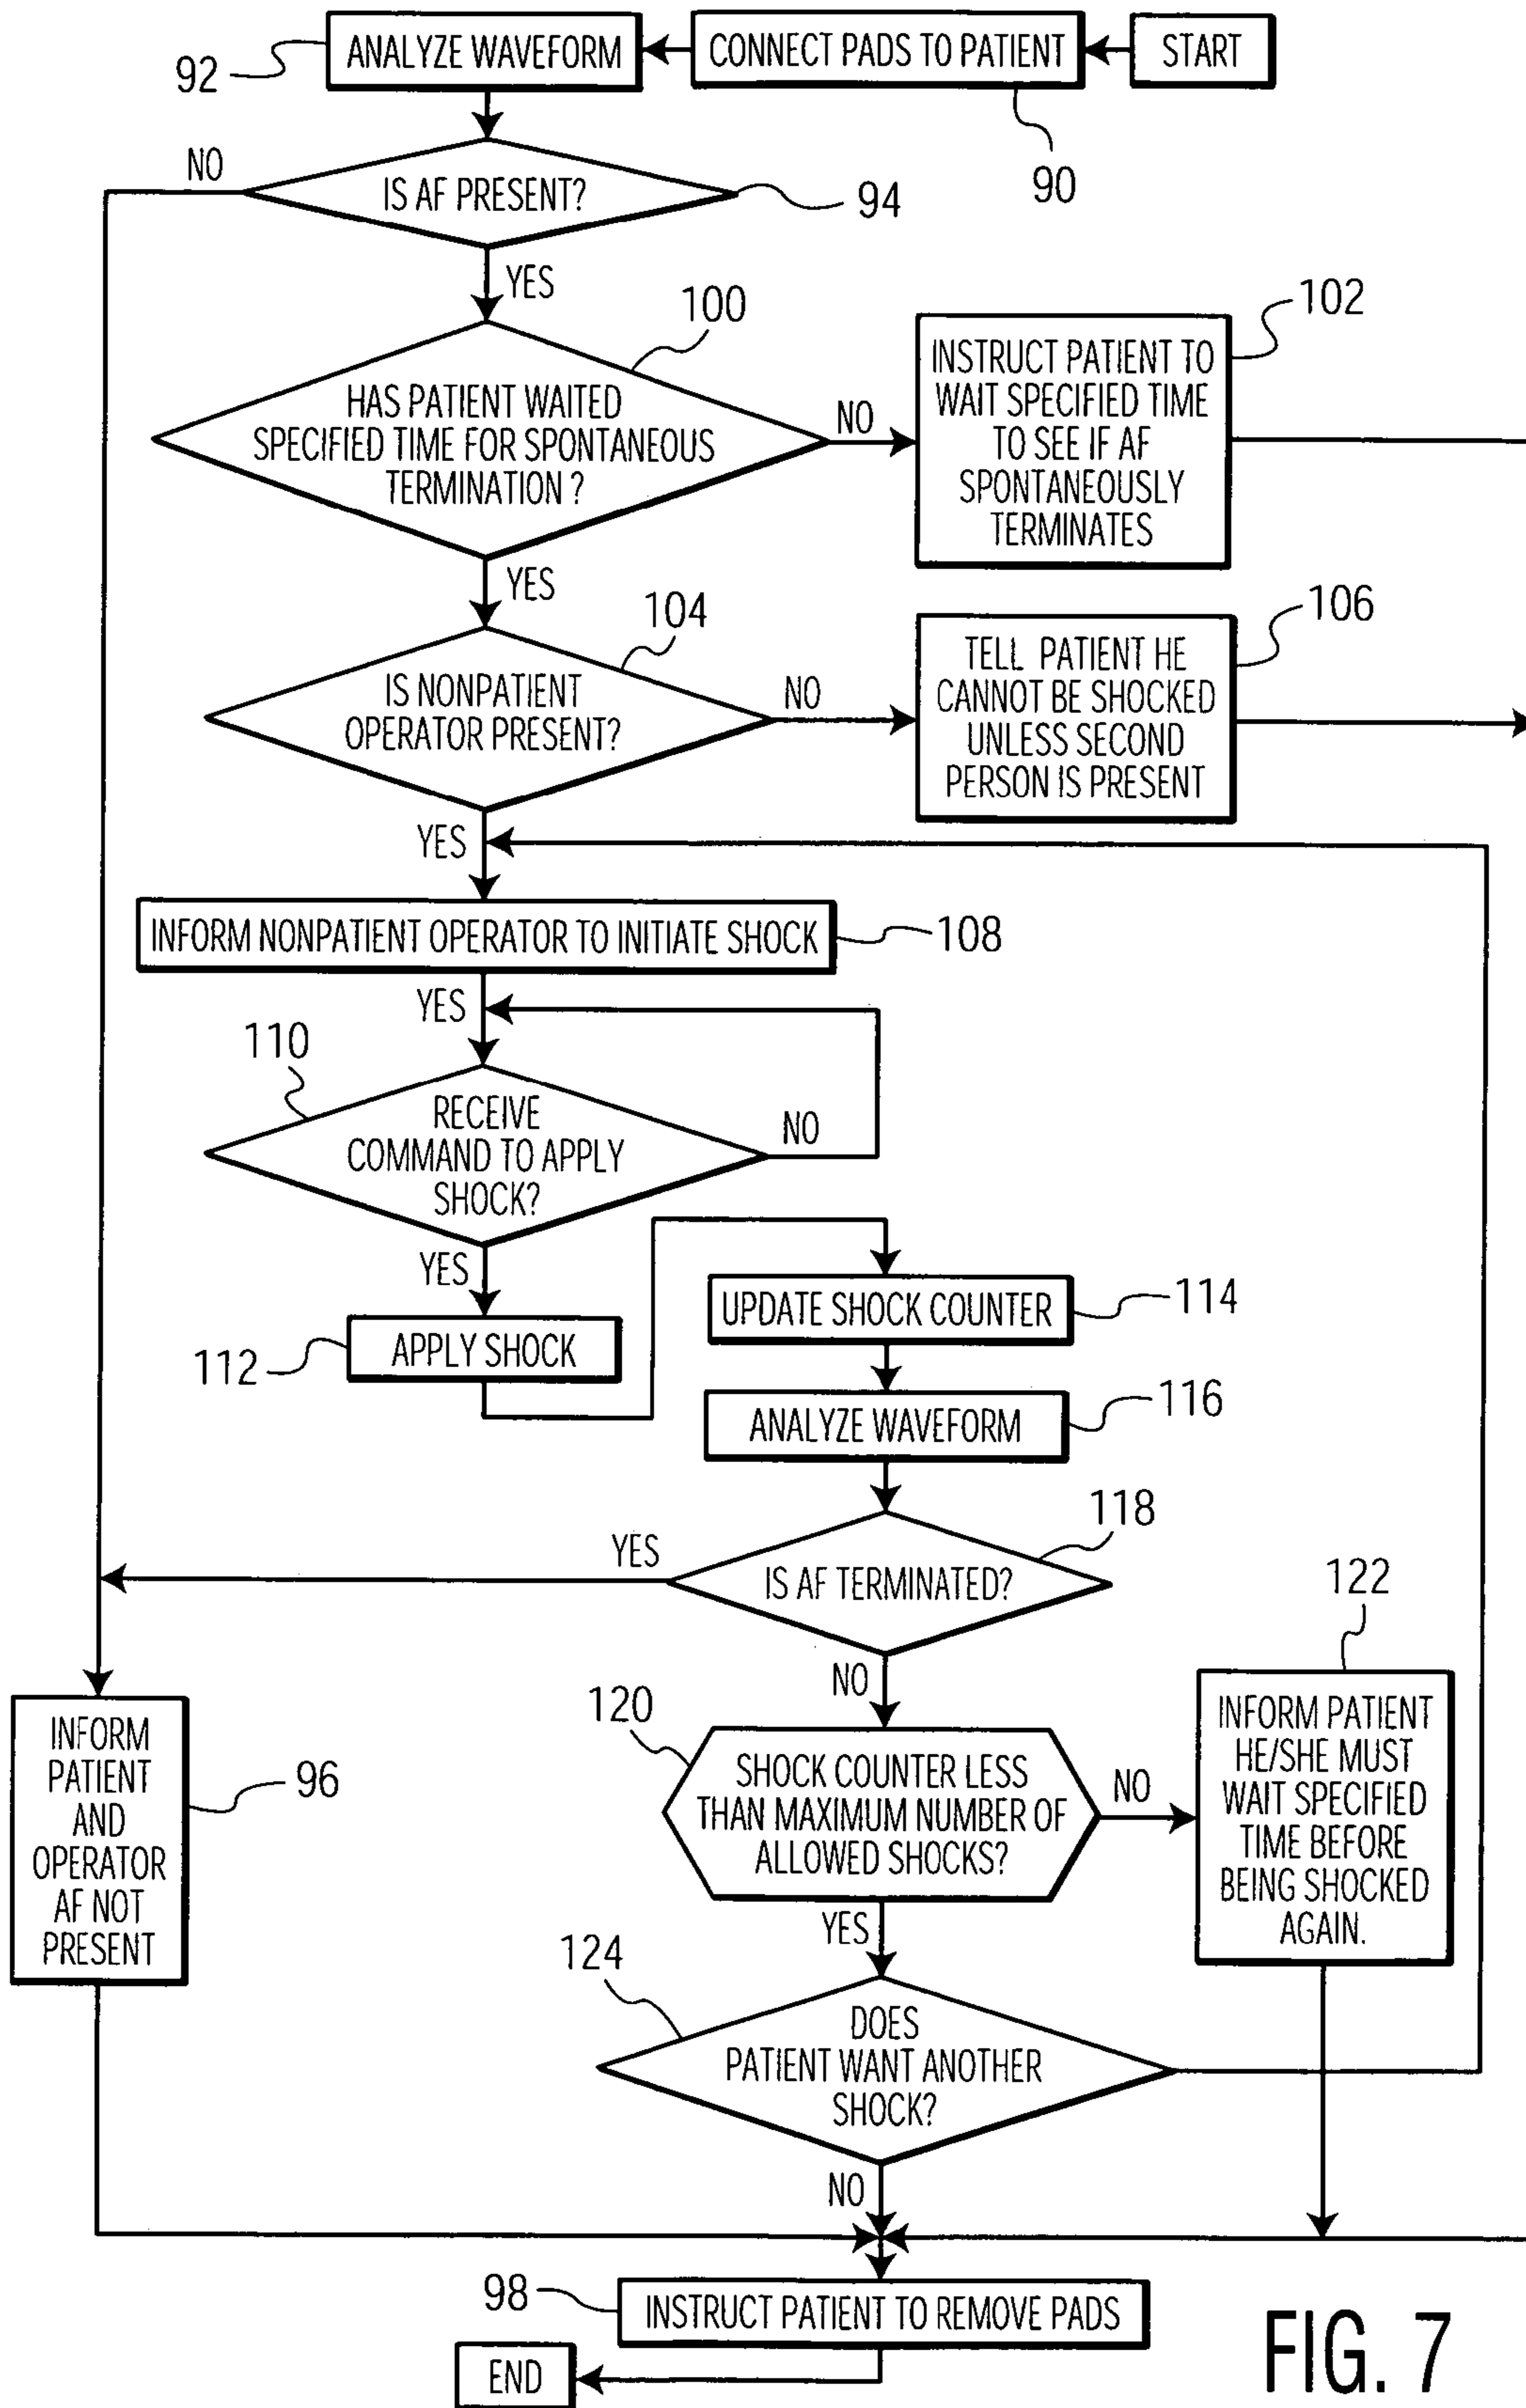 START
CONNECT PADS TO PATIENT
90
ANALYZE WAVEFORM
92
IS AF PRESENT?
94
NO
YES
HAS PATIENT WAITED
SPECIFIED TIME FOR SPONTANEOUS
TERMINATION ?
100
NO
INSTRUCT PATIENT TO
WAIT SPECIFIED TIME
TO SEE IF AF
SPONTANEOUSLY
TERMINATES
102
YES
IS NONPATIENT
OPERATOR PRESENT?
104
NO
TELL PATIENT HE
CANNOT BE SHOCKED
UNLESS SECOND
PERSON IS PRESENT
106
YES
INFORM NONPATIENT OPERATOR TO INITIATE SHOCK
108
YES
RECEIVE
COMMAND TO APPLY
SHOCK?
110
NO
YES
APPLY SHOCK
112
UPDATE SHOCK COUNTER
114
ANALYZE WAVEFORM
116
IS AF TERMINATED?
118
YES
NO
INFORM
PATIENT
AND
OPERATOR
AF NOT
PRESENT
96
SHOCK COUNTER LESS
THAN MAXIMUM NUMBER OF
ALLOWED SHOCKS?
120
NO
INFORM PATIENT
HE/SHE MUST
WAIT SPECIFIED
TIME BEFORE
BEING SHOCKED
AGAIN.
122
YES
DOES
PATIENT WANT ANOTHER
SHOCK?
124
NO
INSTRUCT PATIENT TO REMOVE PADS
98
END
FIG. 7